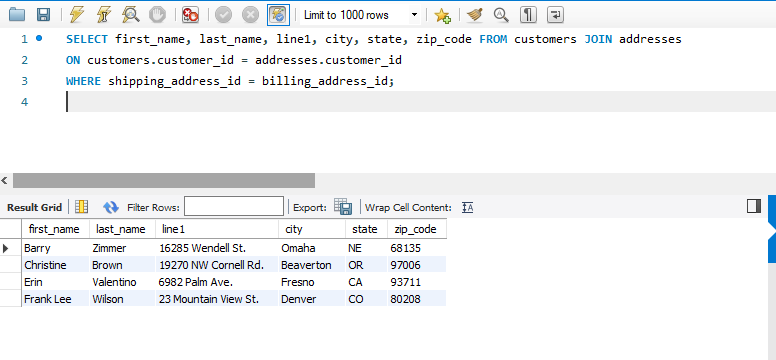 Limit to 1000 rows
1 SELECT first_name, last_name, line1, city, state, zip_code FROM customers JOIN addresses
2 ON customers.customer_id = addresses.customer_id
3 WHERE shipping_address_id = billing_address_id;
4
Result Grid Filter Rows: Export: Wrap Cell Content:
first_name last_name line1 city state zip_code
Barry Zimmer 16285 Wendell St. Omaha NE 68135
Christine Brown 19270 NW Cornell Rd. Beaverton OR 97006
Erin Valentino 6982 Palm Ave. Fresno CA 93711
Frank Lee Wilson 23 Mountain View St. Denver CO 80208